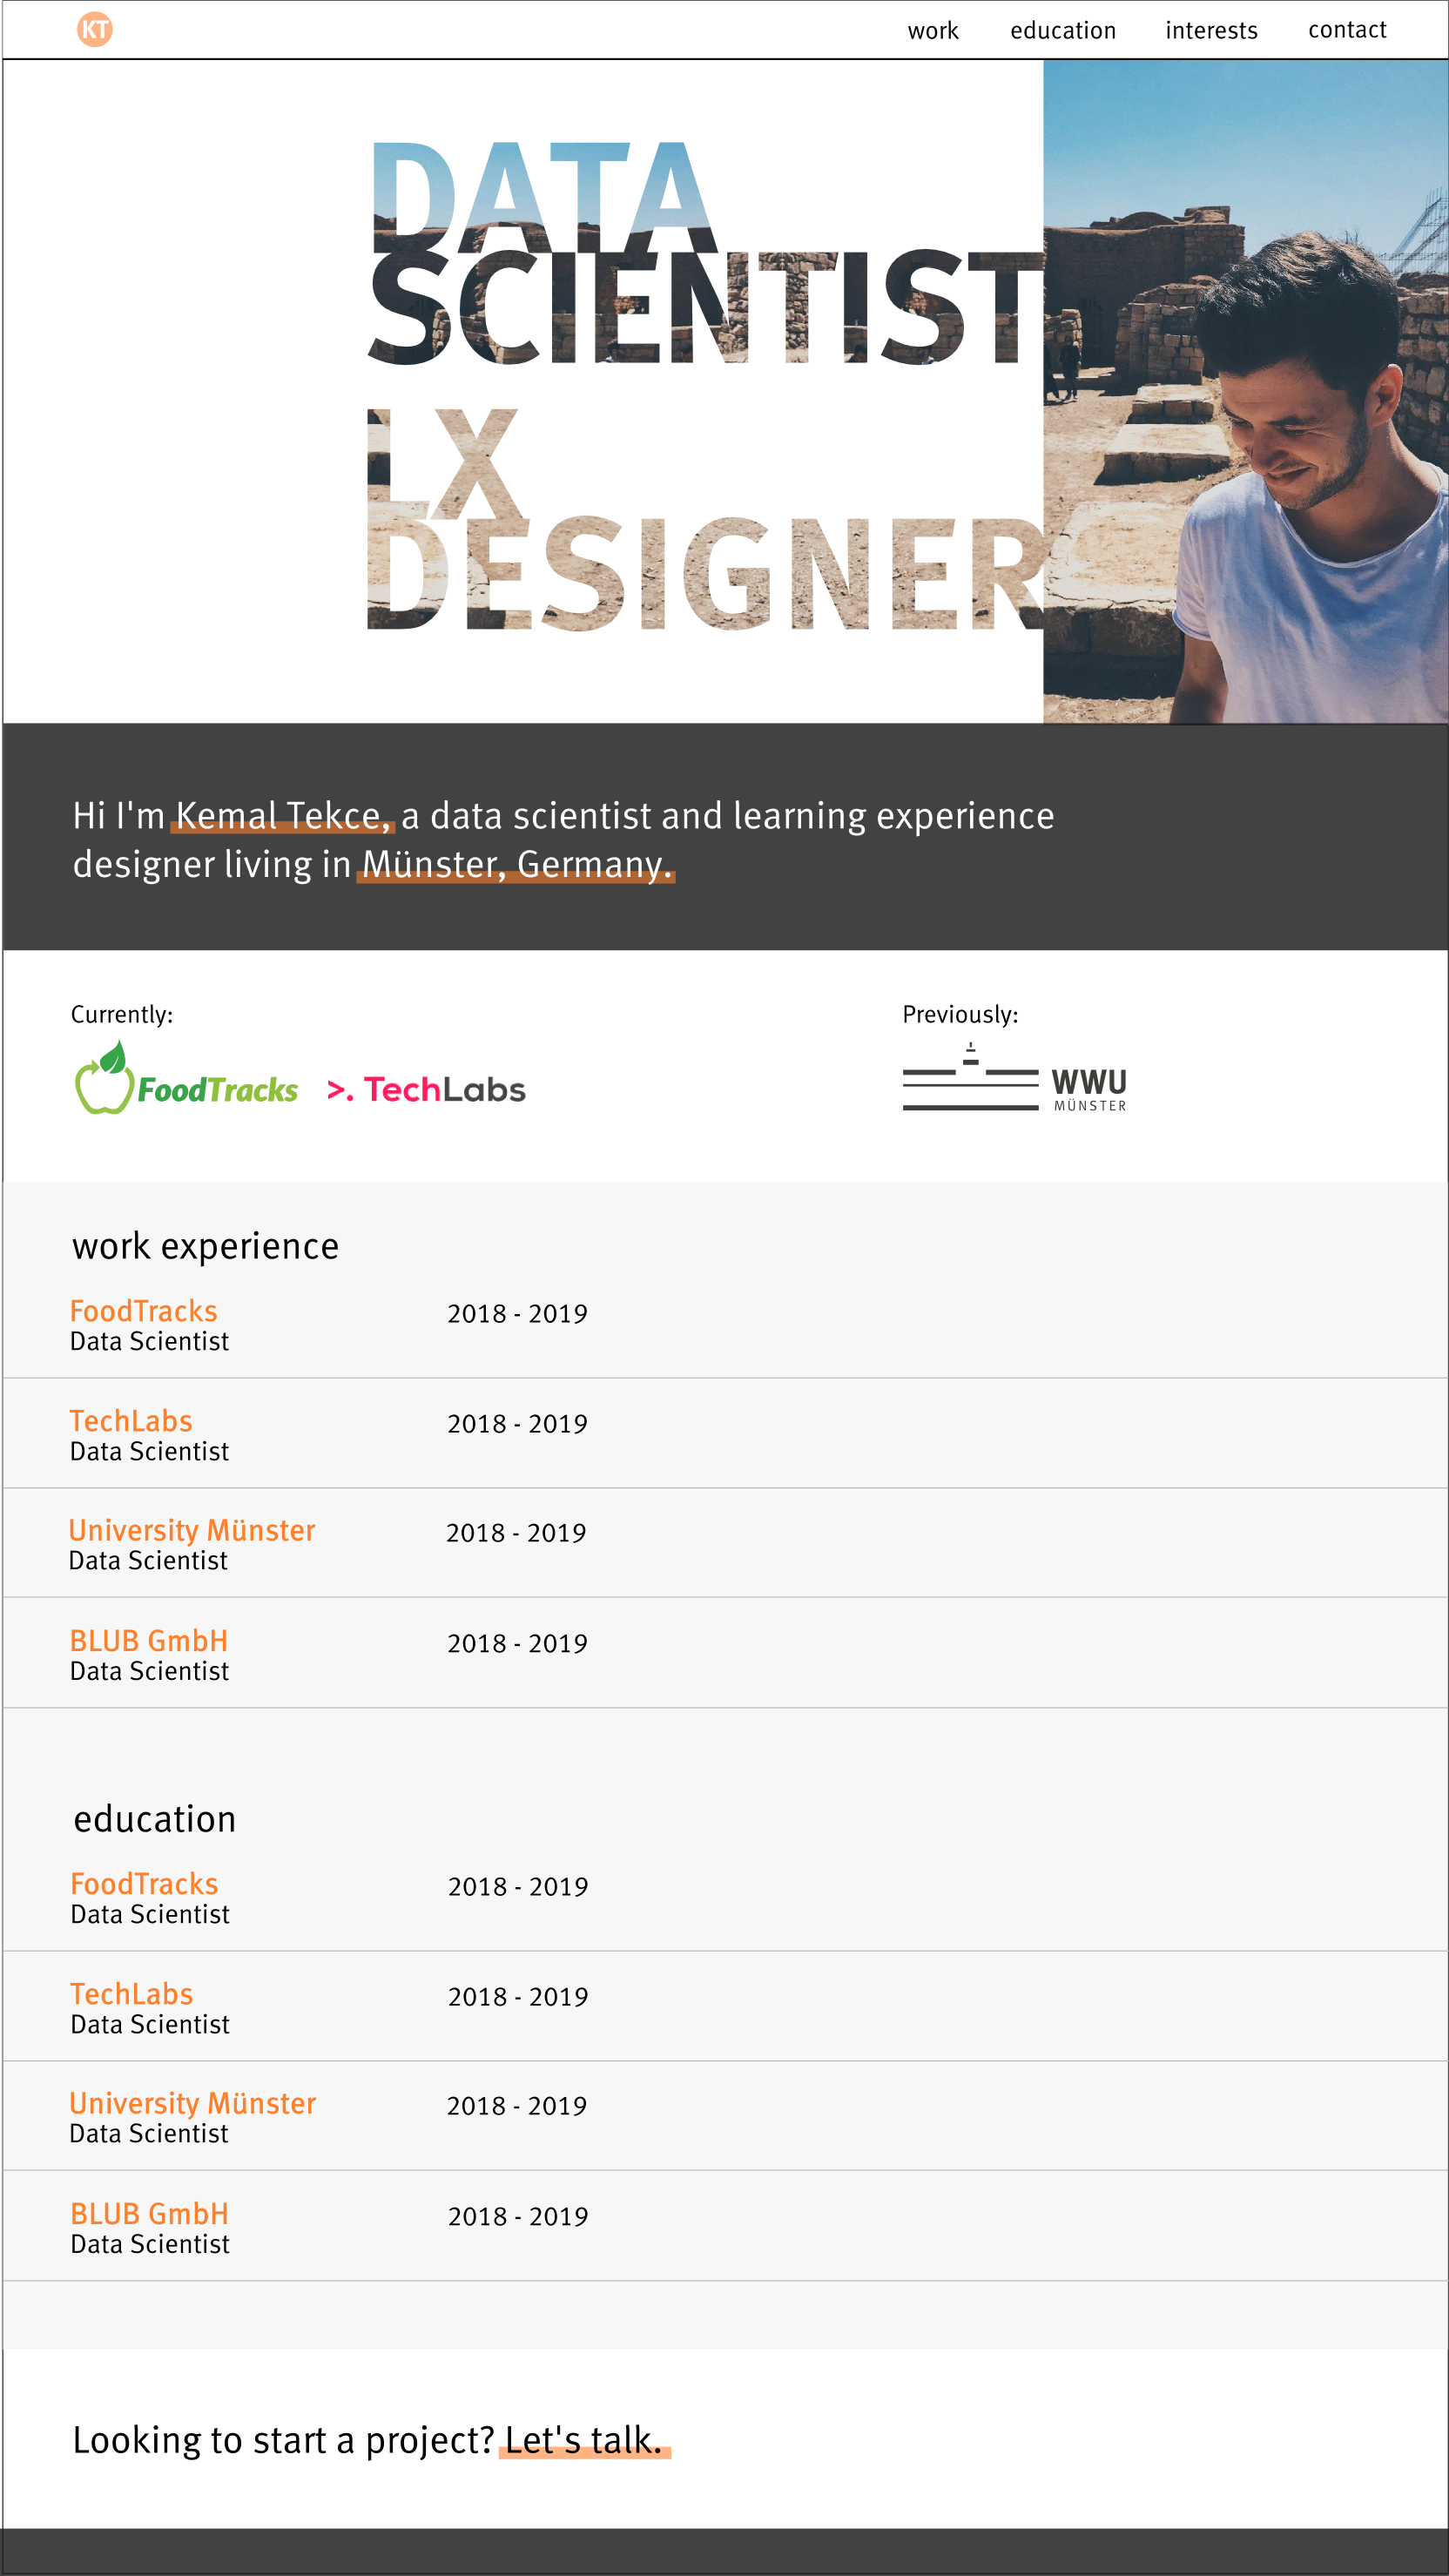 KT
work education interests contact
DATA
SCIENTIST
LX
DESIGNER
Hi I'm Kemal Tekce, a data scientist and learning experience
designer living in Münster, Germany.
Currently: Previously:
FoodTracks >. TechLabs WWU
MÜNSTER
work experience
FoodTracks 2018 - 2019
Data Scientist
TechLabs 2018 - 2019
Data Scientist
University Münster 2018 - 2019
Data Scientist
BLUB GmbH 2018 - 2019
Data Scientist
education
FoodTracks 2018 - 2019
Data Scientist
TechLabs 2018 - 2019
Data Scientist
University Münster 2018 - 2019
Data Scientist
BLUB GmbH 2018 - 2019
Data Scientist
Looking to start a project? Let's talk.